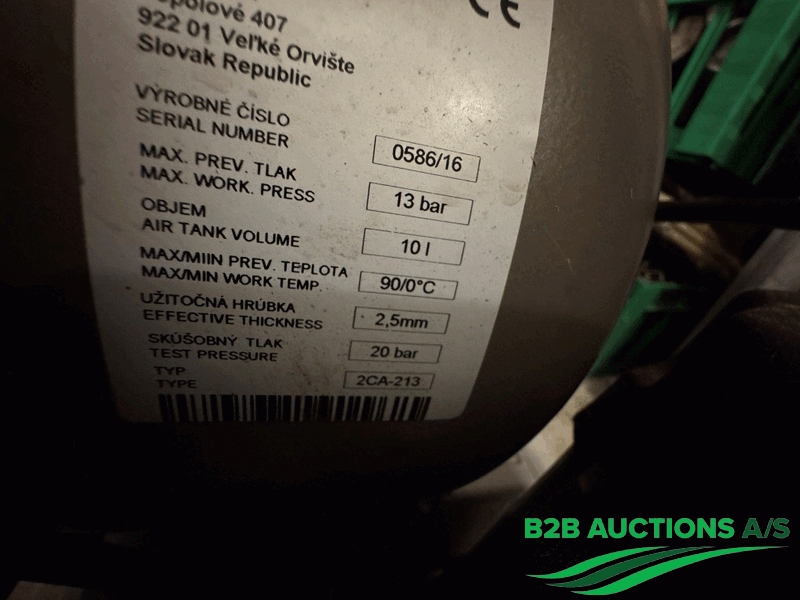 407
922 01 Veľké Orvište
Slovak Republic
VÝROBNÉ ČÍSLO
SERIAL NUMBER
0586/16
MAX. PREV. TLAK
MAX. WORK. PRESS
13 bar
OBJEM
AIR TANK VOLUME
10 l
MAX/MIIN PREV. TEPLOTA
MAX/MIN WORK TEMP.
90/0°C
UŽITOČNÁ HRÚBKA
EFFECTIVE THICKNESS
2,5mm
SKÚŠOBNÝ TLAK
TEST PRESSURE
20 bar
TYP
TYPE
2CA-213
B2B AUCTIONS A/S